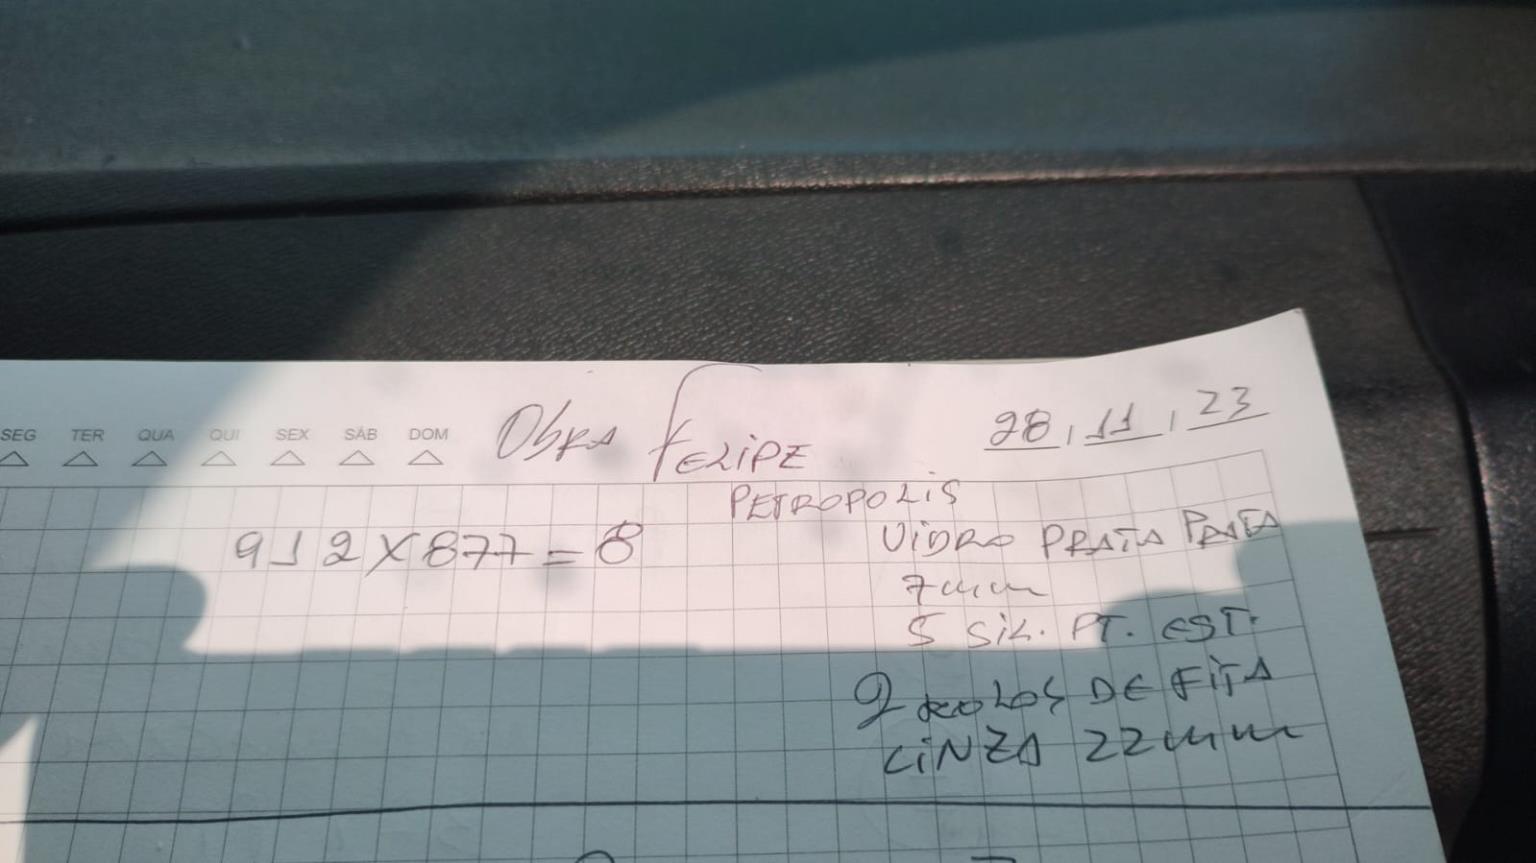 SEG TER QUA QUI SEX SÁB DOM
Obra FELIPE
28, 11, 23
PETROPOLIS
912 X 877 = 8
VIDRO PRATA PRATA
7mm
5 SIL. PT. EST.
2 ROLOS DE FITA
CINZA 22mm